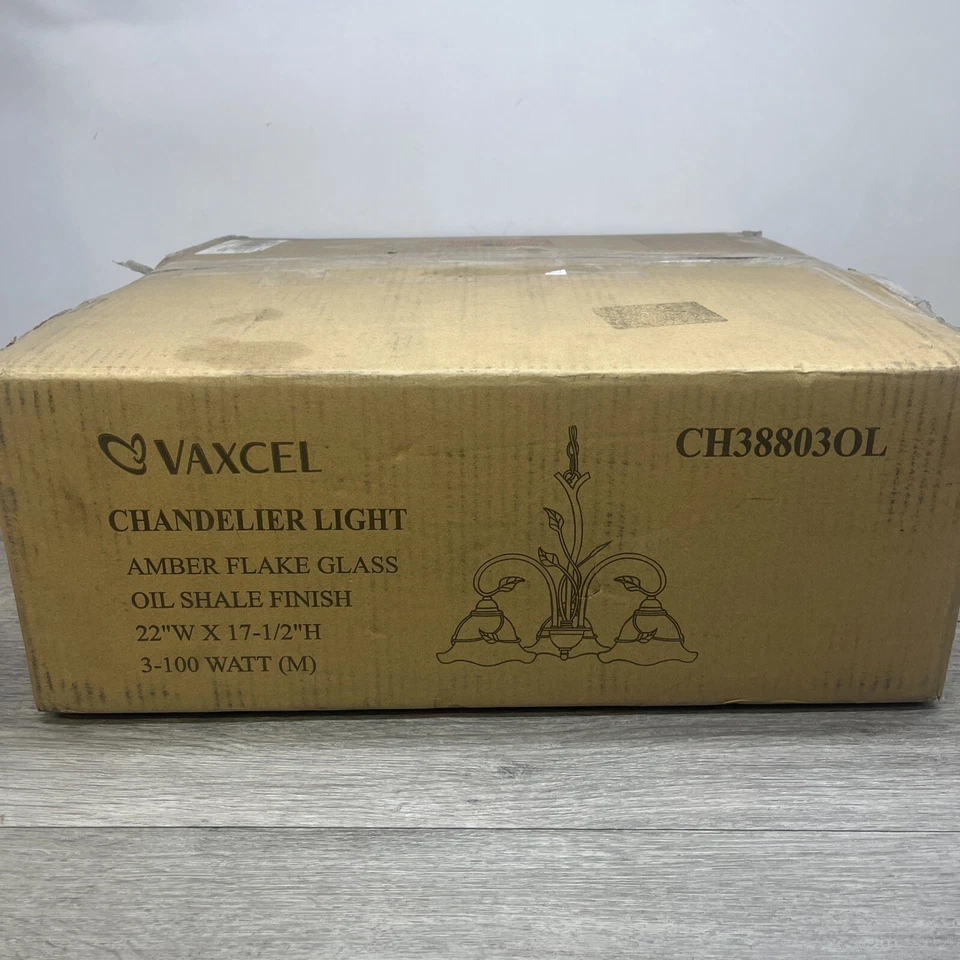 VAXCEL
CH38803OL
CHANDELIER LIGHT
AMBER FLAKE GLASS
OIL SHALE FINISH
22"W X 17-1/2"H
3-100 WATT (M)